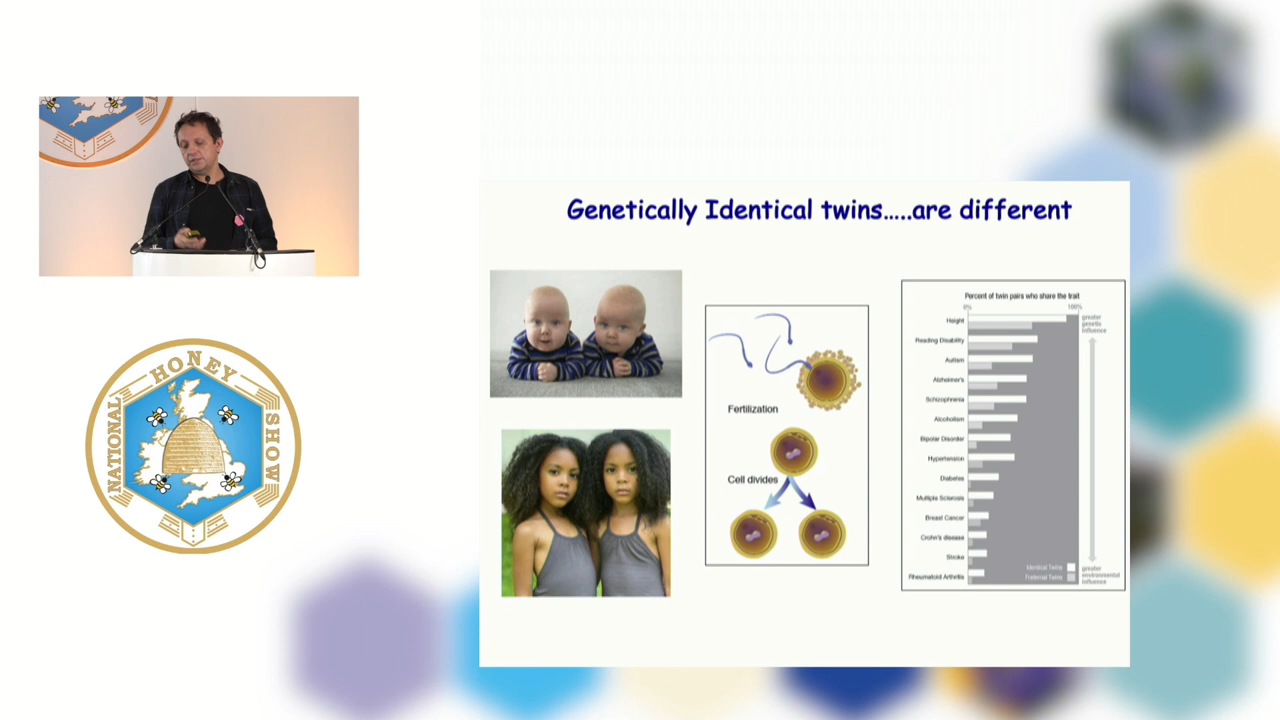 NATIONAL HONEY SHOW
Genetically Identical twins.....are different
Fertilization
Cell divides
Percent of twin pairs who share the trait
0%
100%
Height
Reading Disability
Autism
Alzheimer's
Schizophrenia
Alcoholism
Bipolar Disorder
Hypertension
Diabetes
Multiple Sclerosis
Breast Cancer
Crohn's disease
Stroke
Rheumatoid Arthritis
Identical Twins
Fraternal Twins
greater
genetic
influence
greater
environmental
influence